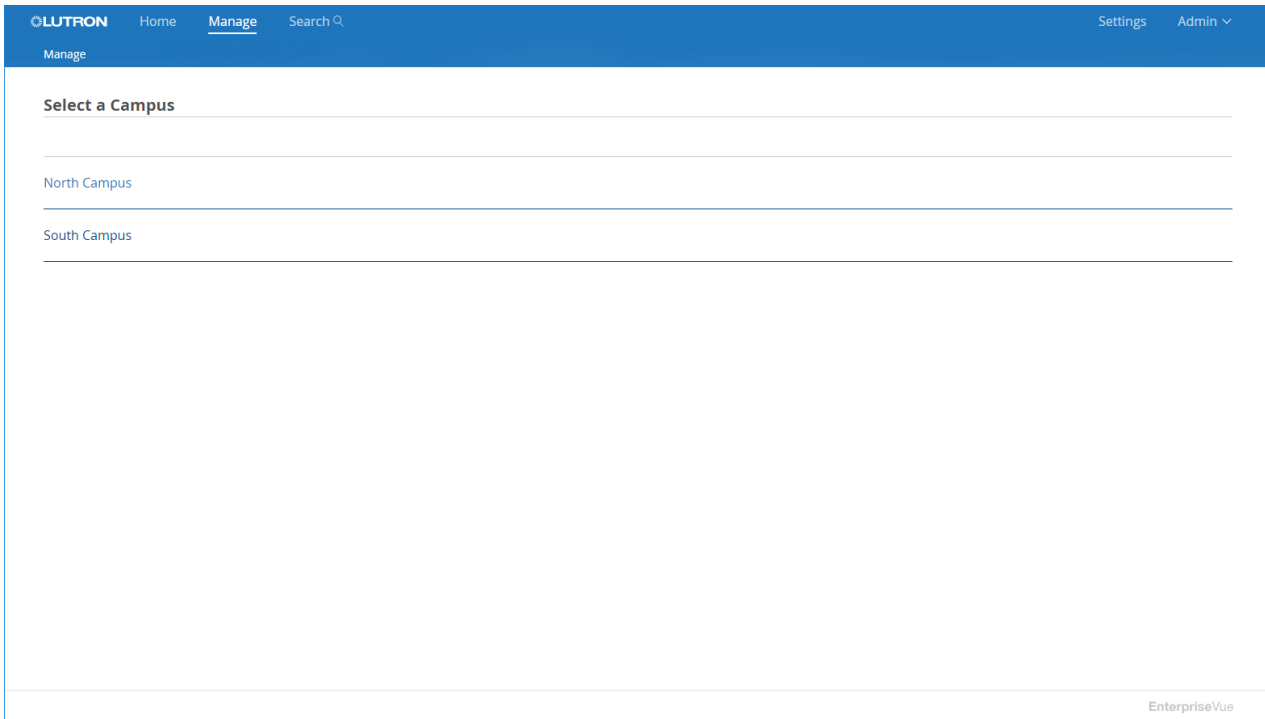 LUTRON Home Manage Search Settings Admin
Manage
Select a Campus
North Campus
South Campus
EnterpriseVue